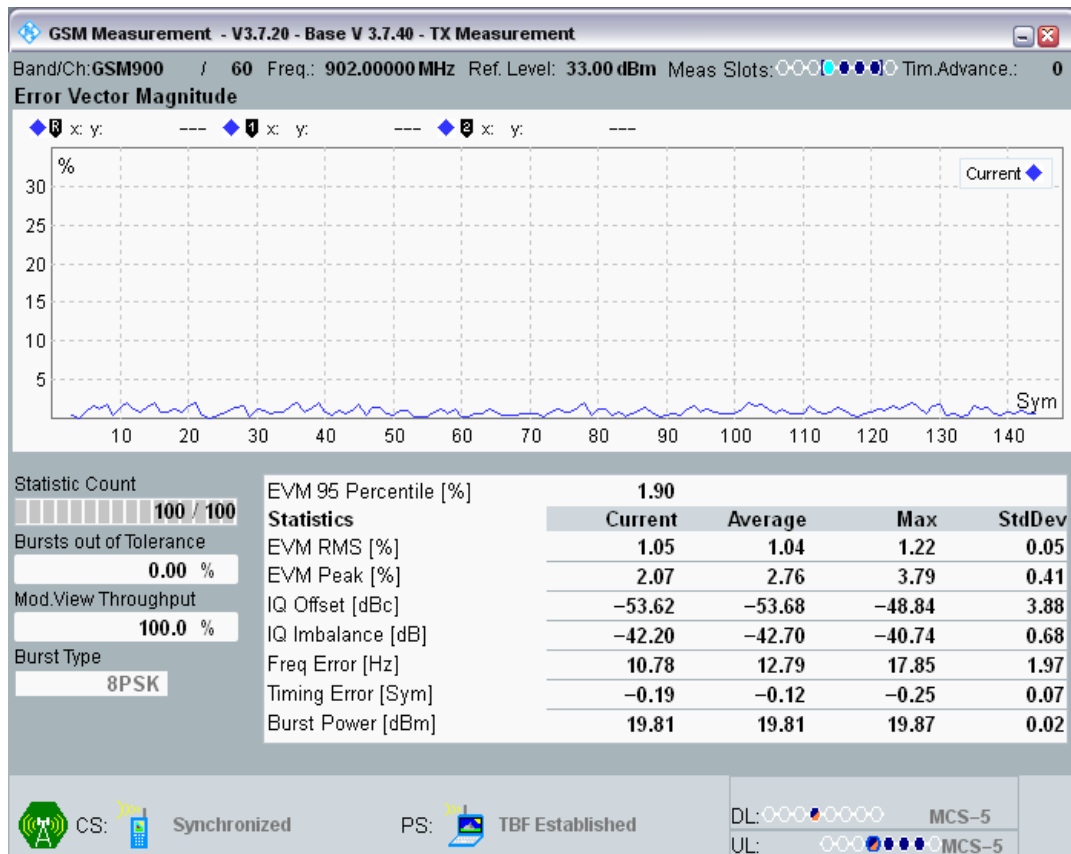 GSM Measurement - V3.7.20 - Base V 3.7.40 - TX Measurement
Band/Ch:GSM900 / 60 Freq.: 902.00000 MHz Ref. Level: 33.00 dBm Meas Slots: Tim.Advance.: 0
Error Vector Magnitude
R x: y: --- 1 x: y: --- 2 x: y: ---
%
Current
30
25
20
15
10
5
Sym
10 20 30 40 50 60 70 80 90 100 110 120 130 140
Statistic Count
100 / 100
Bursts out of Tolerance
0.00 %
Mod.View Throughput
100.0 %
Burst Type
8PSK
EVM 95 Percentile [%] 1.90
Statistics Current Average Max StdDev
EVM RMS [%] 1.05 1.04 1.22 0.05
EVM Peak [%] 2.07 2.76 3.79 0.41
IQ Offset [dBc] −53.62 −53.68 −48.84 3.88
IQ Imbalance [dB] −42.20 −42.70 −40.74 0.68
Freq Error [Hz] 10.78 12.79 17.85 1.97
Timing Error [Sym] −0.19 −0.12 −0.25 0.07
Burst Power [dBm] 19.81 19.81 19.87 0.02
CS: Synchronized PS: TBF Established
DL: MCS−5
UL: MCS−5